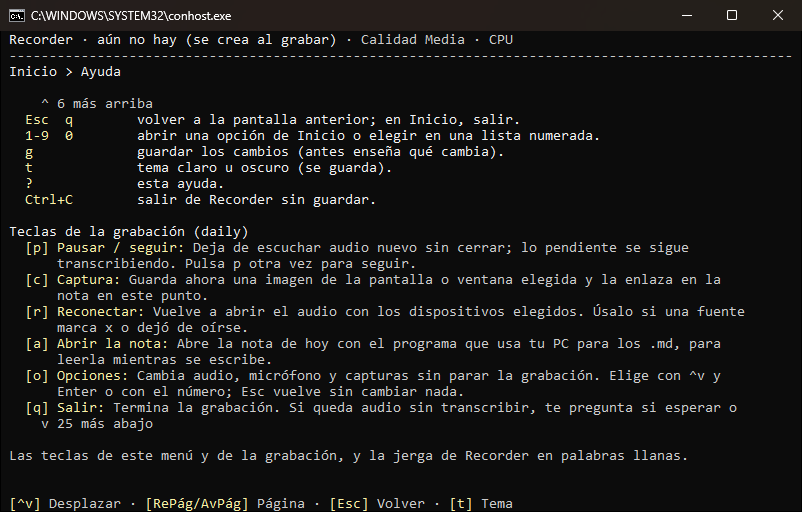 C:\WINDOWS\SYSTEM32\conhost.exe
Recorder · aún no hay (se crea al grabar) · Calidad Media · CPU
--------------------------------------------------------------------------------------------------
Inicio > Ayuda
^ 6 más arriba
Esc q volver a la pantalla anterior; en Inicio, salir.
1-9 0 abrir una opción de Inicio o elegir en una lista numerada.
g guardar los cambios (antes enseña qué cambia).
t tema claro u oscuro (se guarda).
? esta ayuda.
Ctrl+C salir de Recorder sin guardar.
Teclas de la grabación (daily)
[p] Pausar / seguir: Deja de escuchar audio nuevo sin cerrar; lo pendiente se sigue
transcribiendo. Pulsa p otra vez para seguir.
[c] Captura: Guarda ahora una imagen de la pantalla o ventana elegida y la enlaza en la
nota en este punto.
[r] Reconectar: Vuelve a abrir el audio con los dispositivos elegidos. Úsalo si una fuente
marca x o dejó de oírse.
[a] Abrir la nota: Abre la nota de hoy con el programa que usa tu PC para los .md, para
leerla mientras se escribe.
[o] Opciones: Cambia audio, micrófono y capturas sin parar la grabación. Elige con ^v y
Enter o con el número; Esc vuelve sin cambiar nada.
[q] Salir: Termina la grabación. Si queda audio sin transcribir, te pregunta si esperar o
v 25 más abajo
Las teclas de este menú y de la grabación, y la jerga de Recorder en palabras llanas.
[^v] Desplazar · [RePág/AvPág] Página · [Esc] Volver · [t] Tema